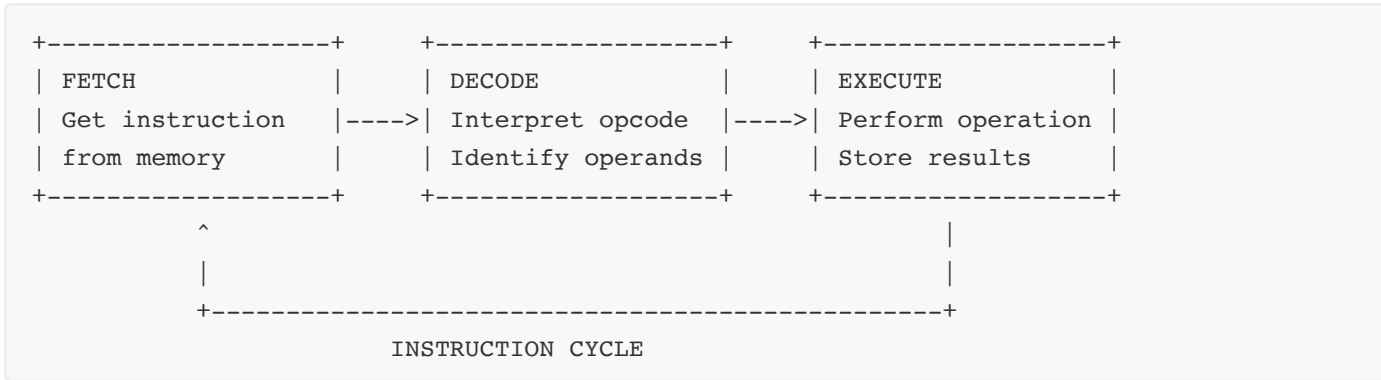 +-------------------+     +-------------------+     +-------------------+
| FETCH             |     | DECODE            |     | EXECUTE           |
| Get instruction   |---->| Interpret opcode  |---->| Perform operation |
| from memory       |     | Identify operands |     | Store results     |
+-------------------+     +-------------------+     +-------------------+
           ^                                                 |
           |                                                 |
           +-------------------------------------------------+
                        INSTRUCTION CYCLE